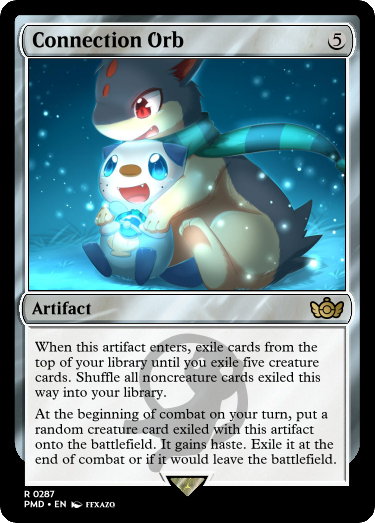 Connection Orb 5
Artifact
When this artifact enters, exile cards from the
top of your library until you exile five creature
cards. Shuffle all noncreature cards exiled this
way into your library.
At the beginning of combat on your turn, put a
random creature card exiled with this artifact
onto the battlefield. It gains haste. Exile it at the
end of combat or if it would leave the battlefield.
R 0287
PMD • EN FEXAZO